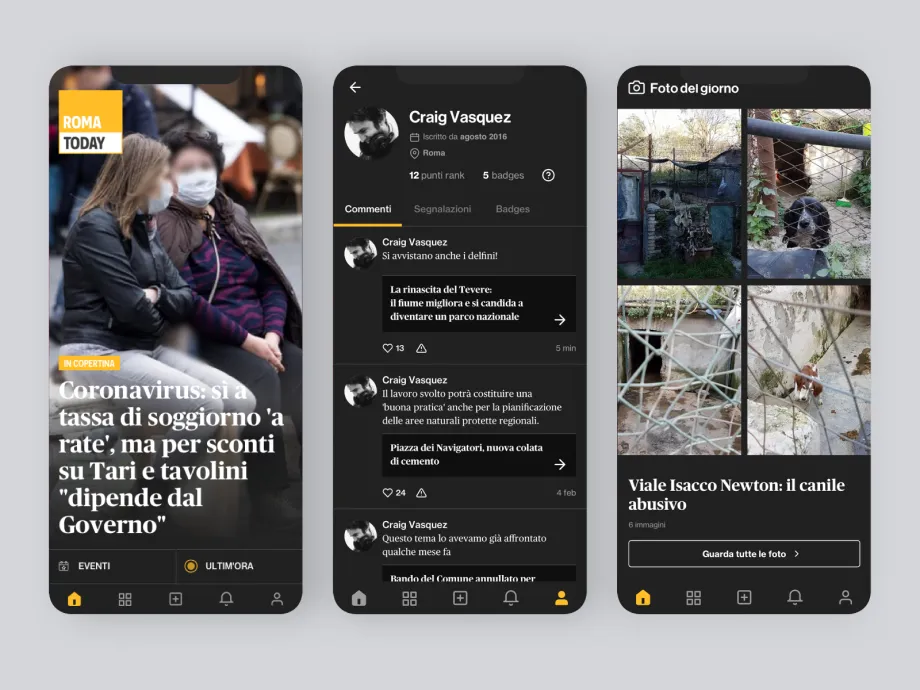 ROMA
TODAY
IN COPERTINA
Coronavirus: sì a
tassa di soggiorno 'a
rate', ma per sconti
su Tari e tavolini
"dipende dal
Governo"
EVENTI
ULTIM'ORA
Craig Vasquez
Iscritto da agosto 2016
Roma
12 punti rank
5 badges
?
Commenti
Segnalazioni
Badges
Craig Vasquez
Si avvistano anche i delfini!
La rinascita del Tevere:
il fiume migliora e si candida a
diventare un parco nazionale
13
5 min
Craig Vasquez
Il lavoro svolto potrà costituire una
'buona pratica' anche per la pianificazione
delle aree naturali protette regionali.
Piazza dei Navigatori, nuova colata
di cemento
24
4 feb
Craig Vasquez
Questo tema lo avevamo già affrontato
qualche mese fa
Bando del Comune annullato per
Foto del giorno
Viale Isacco Newton: il canile
abusivo
6 immagini
Guarda tutte le foto